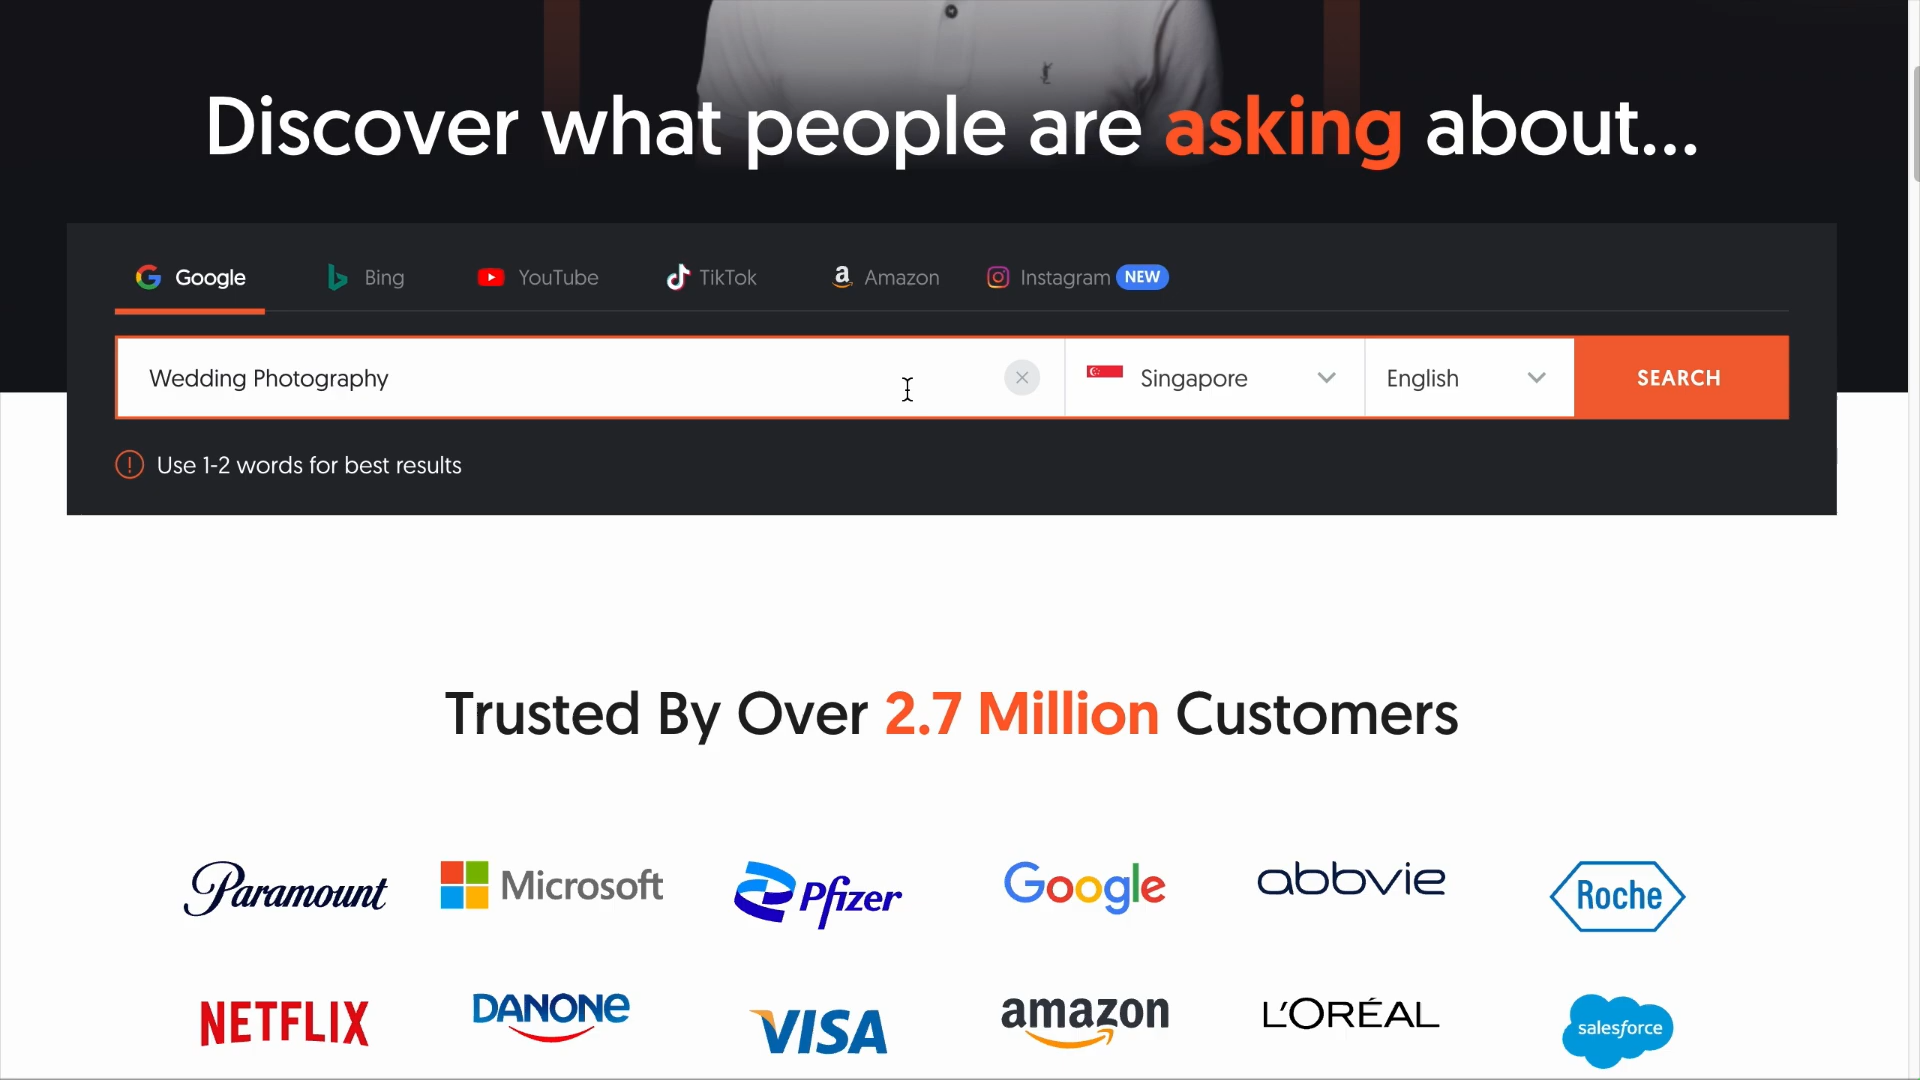 Discover what people are asking about...
Google Bing YouTube TikTok Amazon Instagram NEW
Wedding Photography Singapore English SEARCH
Use 1-2 words for best results
Trusted By Over 2.7 Million Customers
Paramount Microsoft Pfizer Google abbvie Roche
NETFLIX DANONE VISA amazon L'ORÉAL salesforce